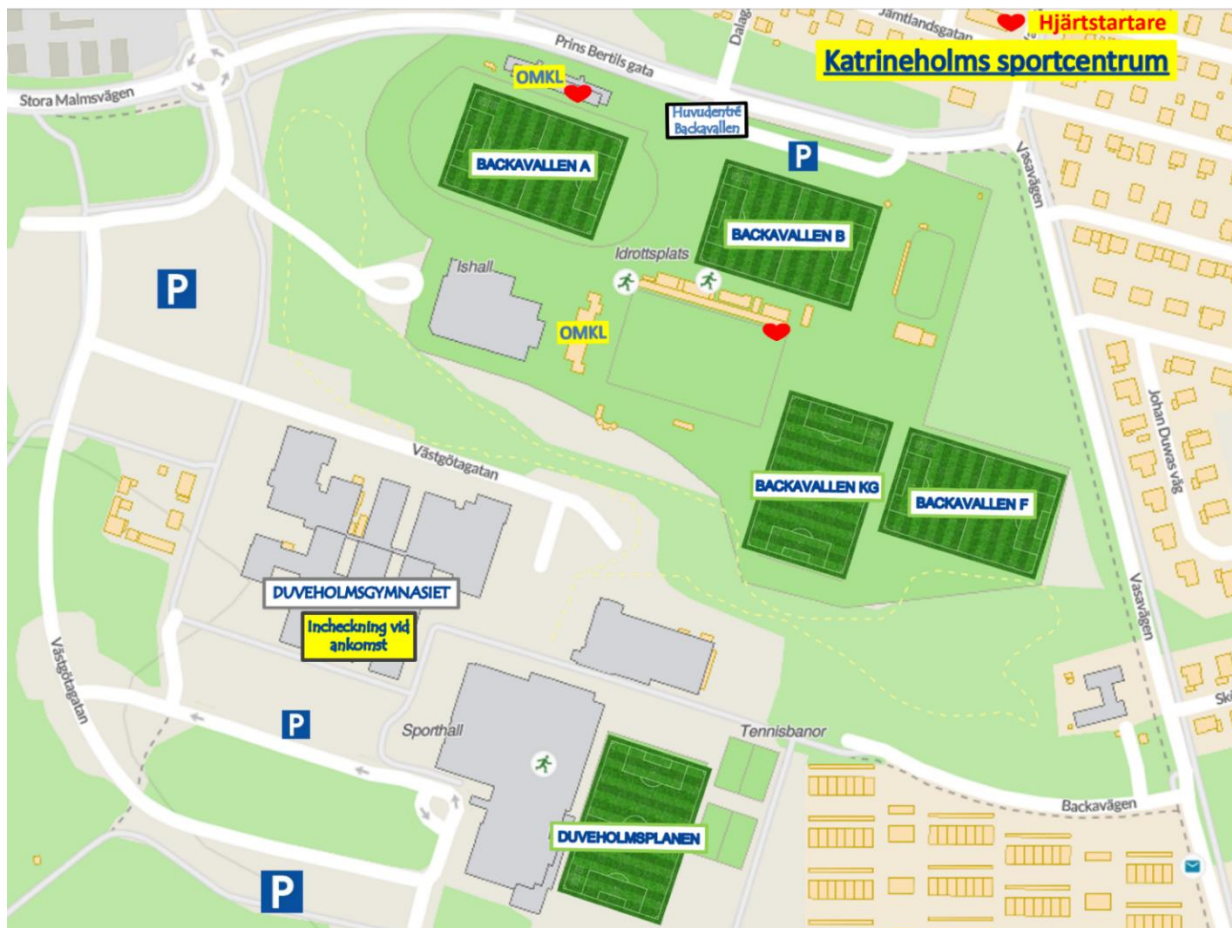 Hjärtstartare
Jämtlandsgatan
Katrineholms sportcentrum
Prins Bertils gata
OMKL
Stora Malmsvägen
Huvudentré
Backavallen
P
BACKAVALLEN A
Vasavägen
BACKAVALLEN B
Idrottsplats
Ishall
P
OMKL
Johan Duwas väg
Västgötagatan
BACKAVALLEN KG
BACKAVALLEN F
DUVEHOLMSGYMNASIET
Incheckning vid
ankomst
Vasavägen
Västgötagatan
P
Sporthall
Tennisbanor
Backavägen
DUVEHOLMSPLANEN
P